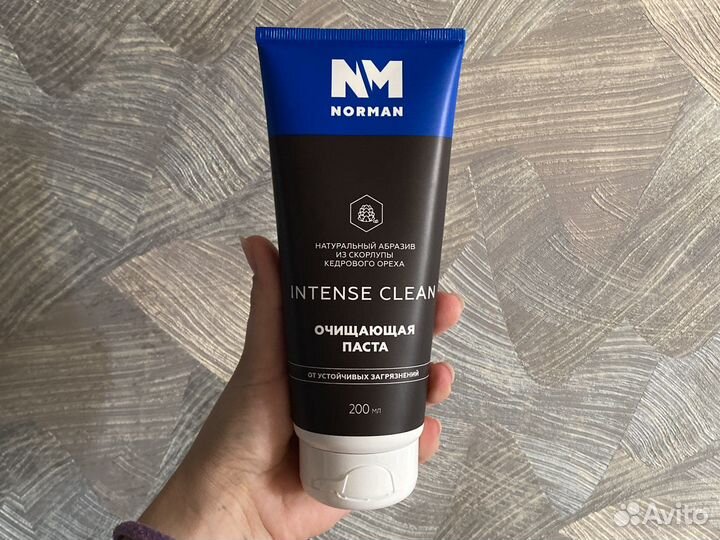 NM
NORMAN
НАТУРАЛЬНЫЙ АБРАЗИВ
ИЗ СКОРЛУПЫ
КЕДРОВОГО ОРЕХА
INTENSE CLEAN
ОЧИЩАЮЩАЯ
ПАСТА
ОТ УСТОЙЧИВЫХ ЗАГРЯЗНЕНИЙ
200 мл
Avito